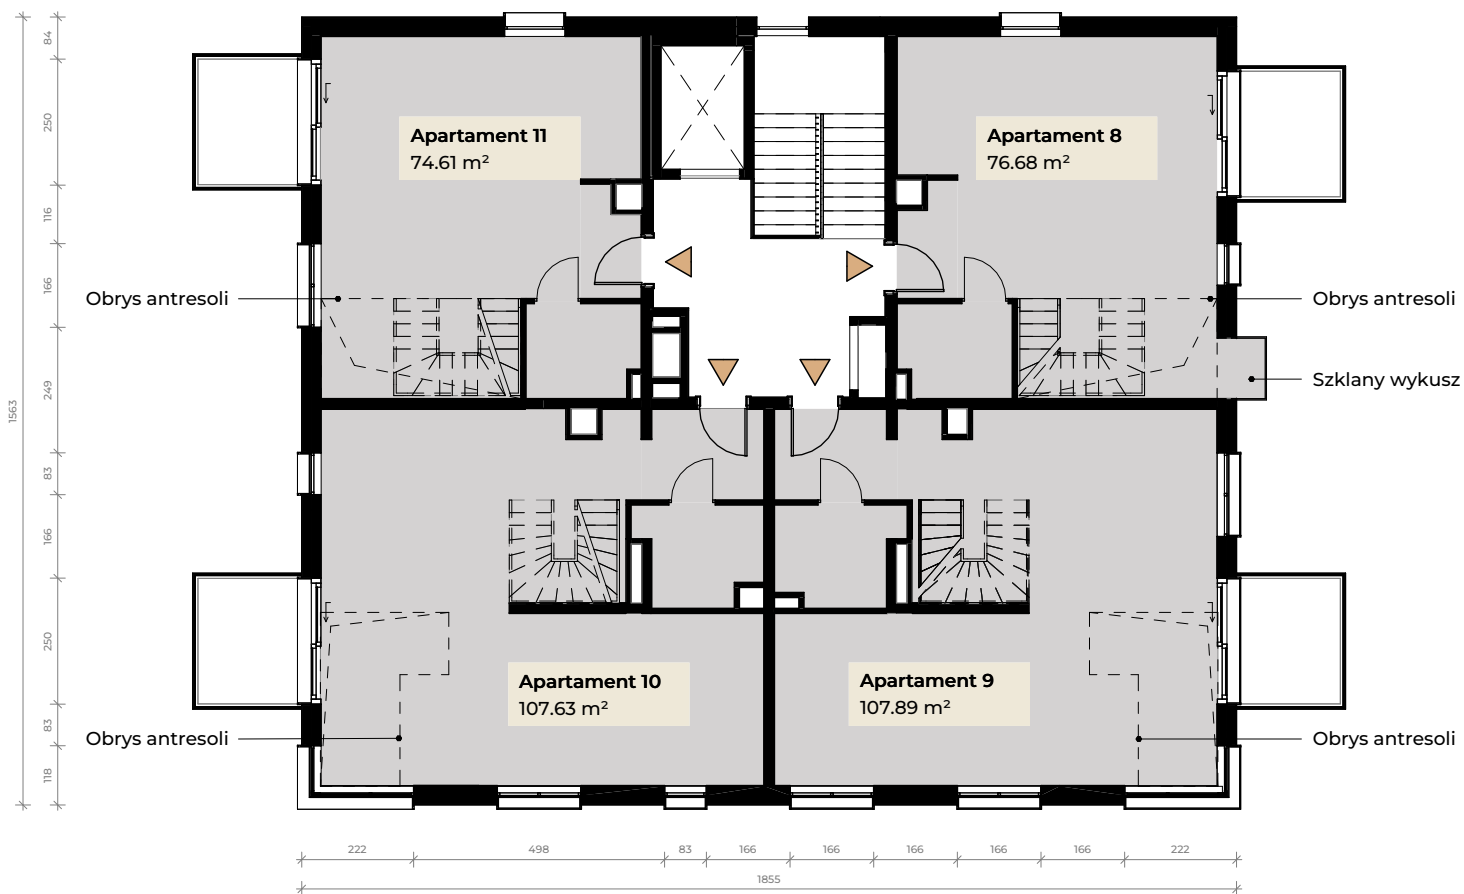 84
250
116
166
249
83
166
250
83
118
1563
Apartament 11
74.61 m²
Apartament 8
76.68 m²
Obrys antresoli
Obrys antresoli
Szklany wykusz
Apartament 10
107.63 m²
Apartament 9
107.89 m²
Obrys antresoli
Obrys antresoli
222
498
83
166
166
166
166
222
1855